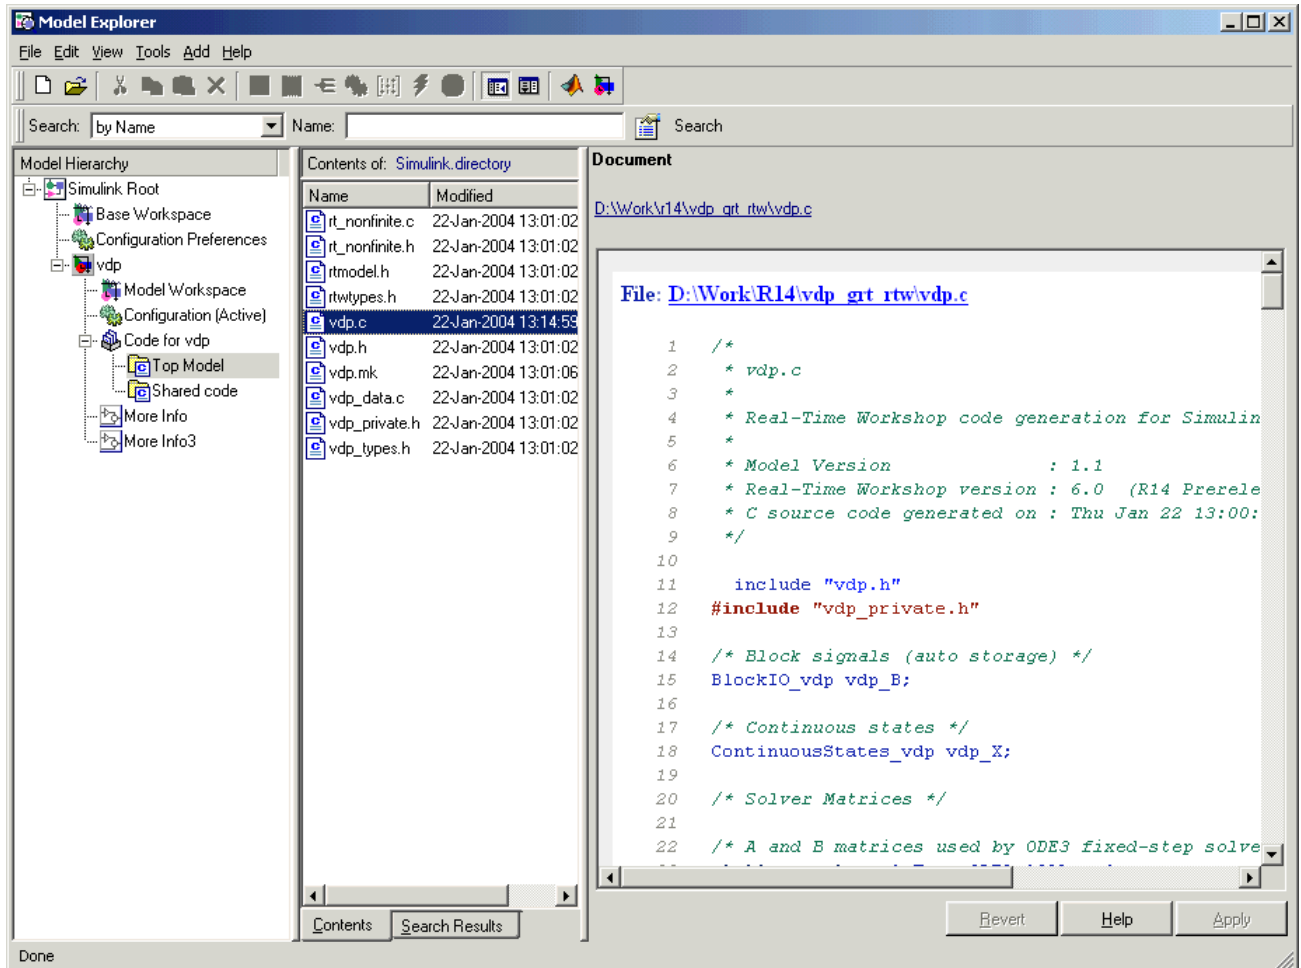 Model Explorer
File Edit View Tools Add Help
Search: by Name Name: Search
Model Hierarchy
Simulink Root
Base Workspace
Configuration Preferences
vdp
Model Workspace
Configuration (Active)
Code for vdp
Top Model
Shared code
More Info
More Info3
Contents of: Simulink.directory
Name Modified
rt_nonfinite.c 22-Jan-2004 13:01:02
rt_nonfinite.h 22-Jan-2004 13:01:02
rtmodel.h 22-Jan-2004 13:01:02
rtwtypes.h 22-Jan-2004 13:01:02
vdp.c 22-Jan-2004 13:14:59
vdp.h 22-Jan-2004 13:01:02
vdp.mk 22-Jan-2004 13:01:06
vdp_data.c 22-Jan-2004 13:01:02
vdp_private.h 22-Jan-2004 13:01:02
vdp_types.h 22-Jan-2004 13:01:02
Contents Search Results
Document
D:\Work\r14\vdp_grt_rtw\vdp.c
File: D:\Work\R14\vdp_grt_rtw\vdp.c
1 /*
2 * vdp.c
3 *
4 * Real-Time Workshop code generation for Simulin
5 *
6 * Model Version : 1.1
7 * Real-Time Workshop version : 6.0 (R14 Prerele
8 * C source code generated on : Thu Jan 22 13:00:
9 */
10
11 include "vdp.h"
12 #include "vdp_private.h"
13
14 /* Block signals (auto storage) */
15 BlockIO_vdp vdp_B;
16
17 /* Continuous states */
18 ContinuousStates_vdp vdp_X;
19
20 /* Solver Matrices */
21
22 /* A and B matrices used by ODE3 fixed-step solve
Revert Help Apply
Done